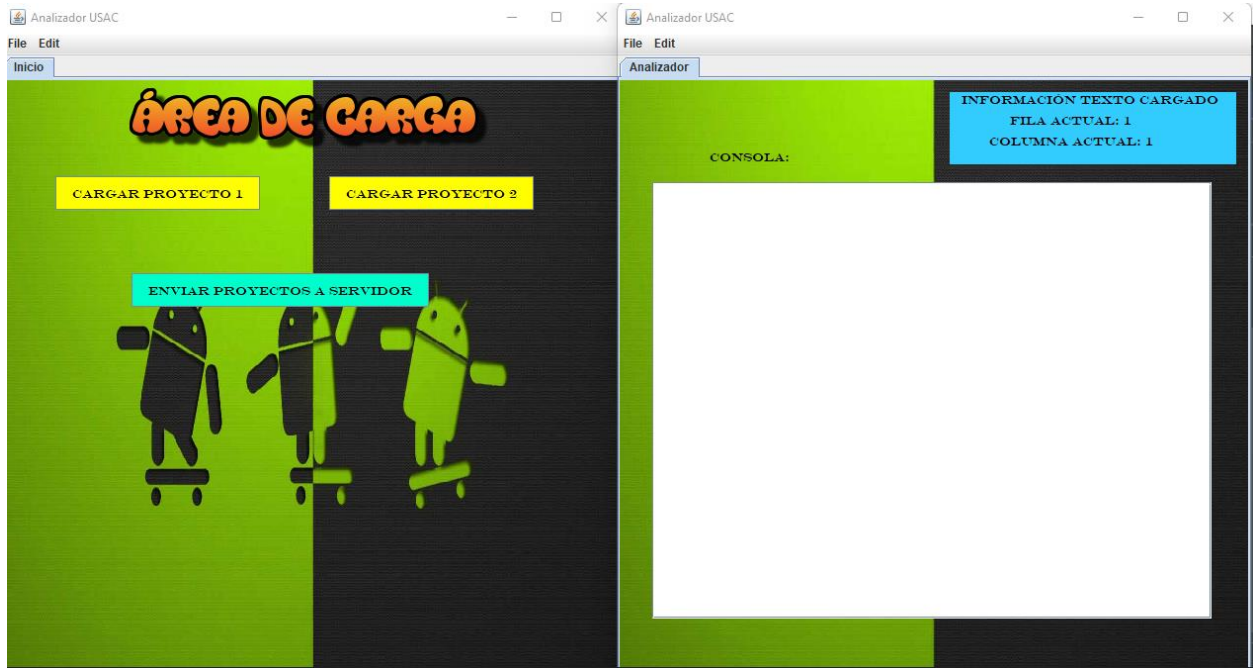 Analizador USAC
File Edit
Inicio
ÁREA DE CARGA
CARGAR PROYECTO 1
CARGAR PROYECTO 2
ENVIAR PROYECTOS A SERVIDOR
Analizador USAC
File Edit
Analizador
INFORMACIÓN TEXTO CARGADO
FILA ACTUAL: 1
COLUMNA ACTUAL: 1
CONSOLA: